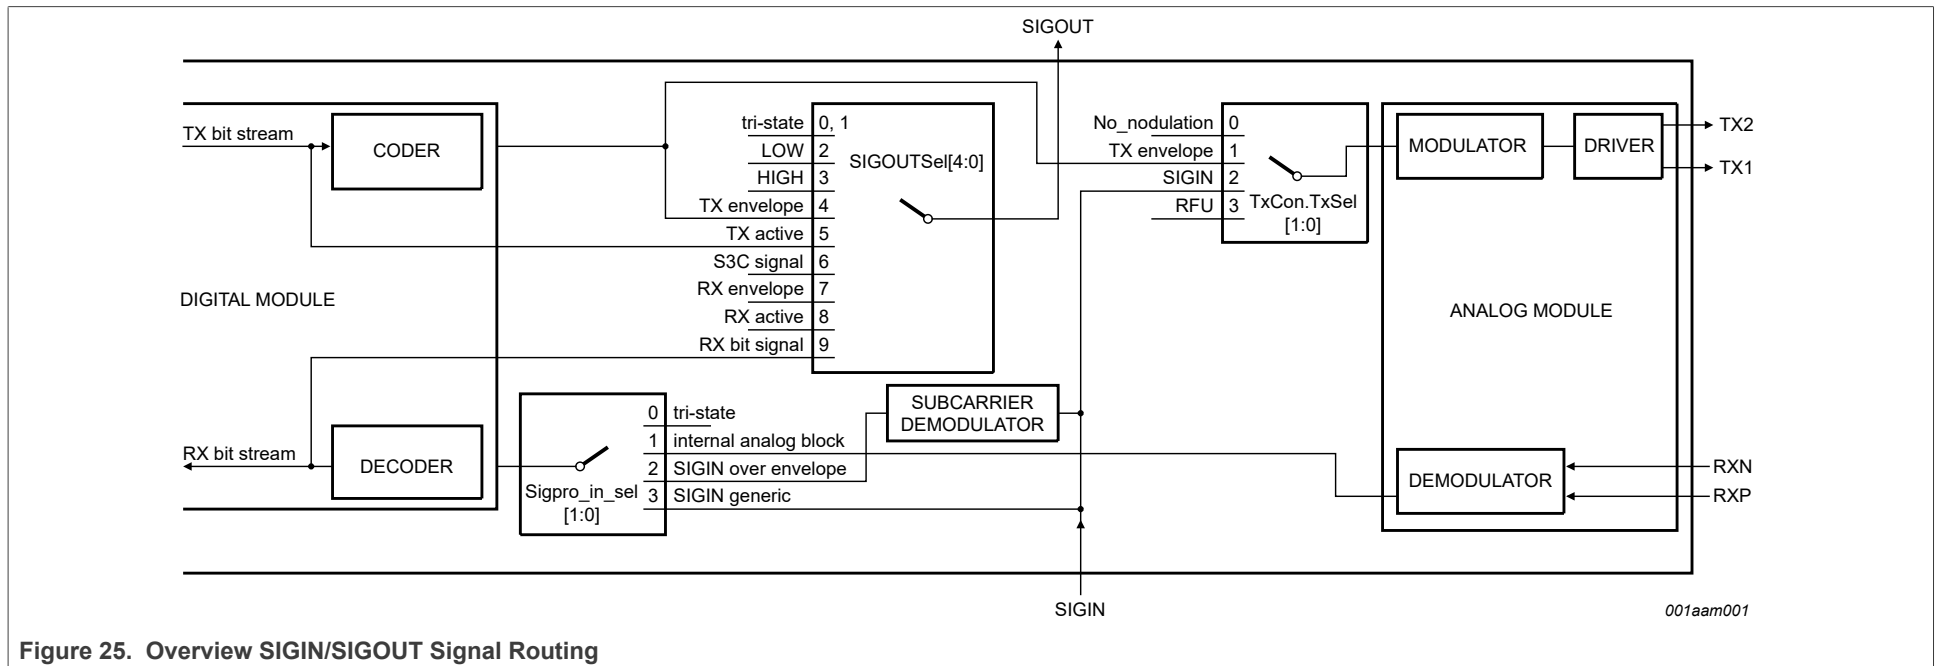 SIGOUT
TX bit stream
CODER
tri-state 0, 1
LOW 2
HIGH 3
TX envelope 4
TX active 5
S3C signal 6
RX envelope 7
RX active 8
RX bit signal 9
SIGOUTSel[4:0]
No_nodulation 0
TX envelope 1
SIGIN 2
RFU 3
TxCon.TxSel
[1:0]
MODULATOR
DRIVER
TX2
TX1
DIGITAL MODULE
ANALOG MODULE
SUBCARRIER
DEMODULATOR
0 tri-state
1 internal analog block
2 SIGIN over envelope
3 SIGIN generic
Sigpro_in_sel
[1:0]
RX bit stream
DECODER
DEMODULATOR
RXN
RXP
SIGIN
001aam001
Figure 25. Overview SIGIN/SIGOUT Signal Routing